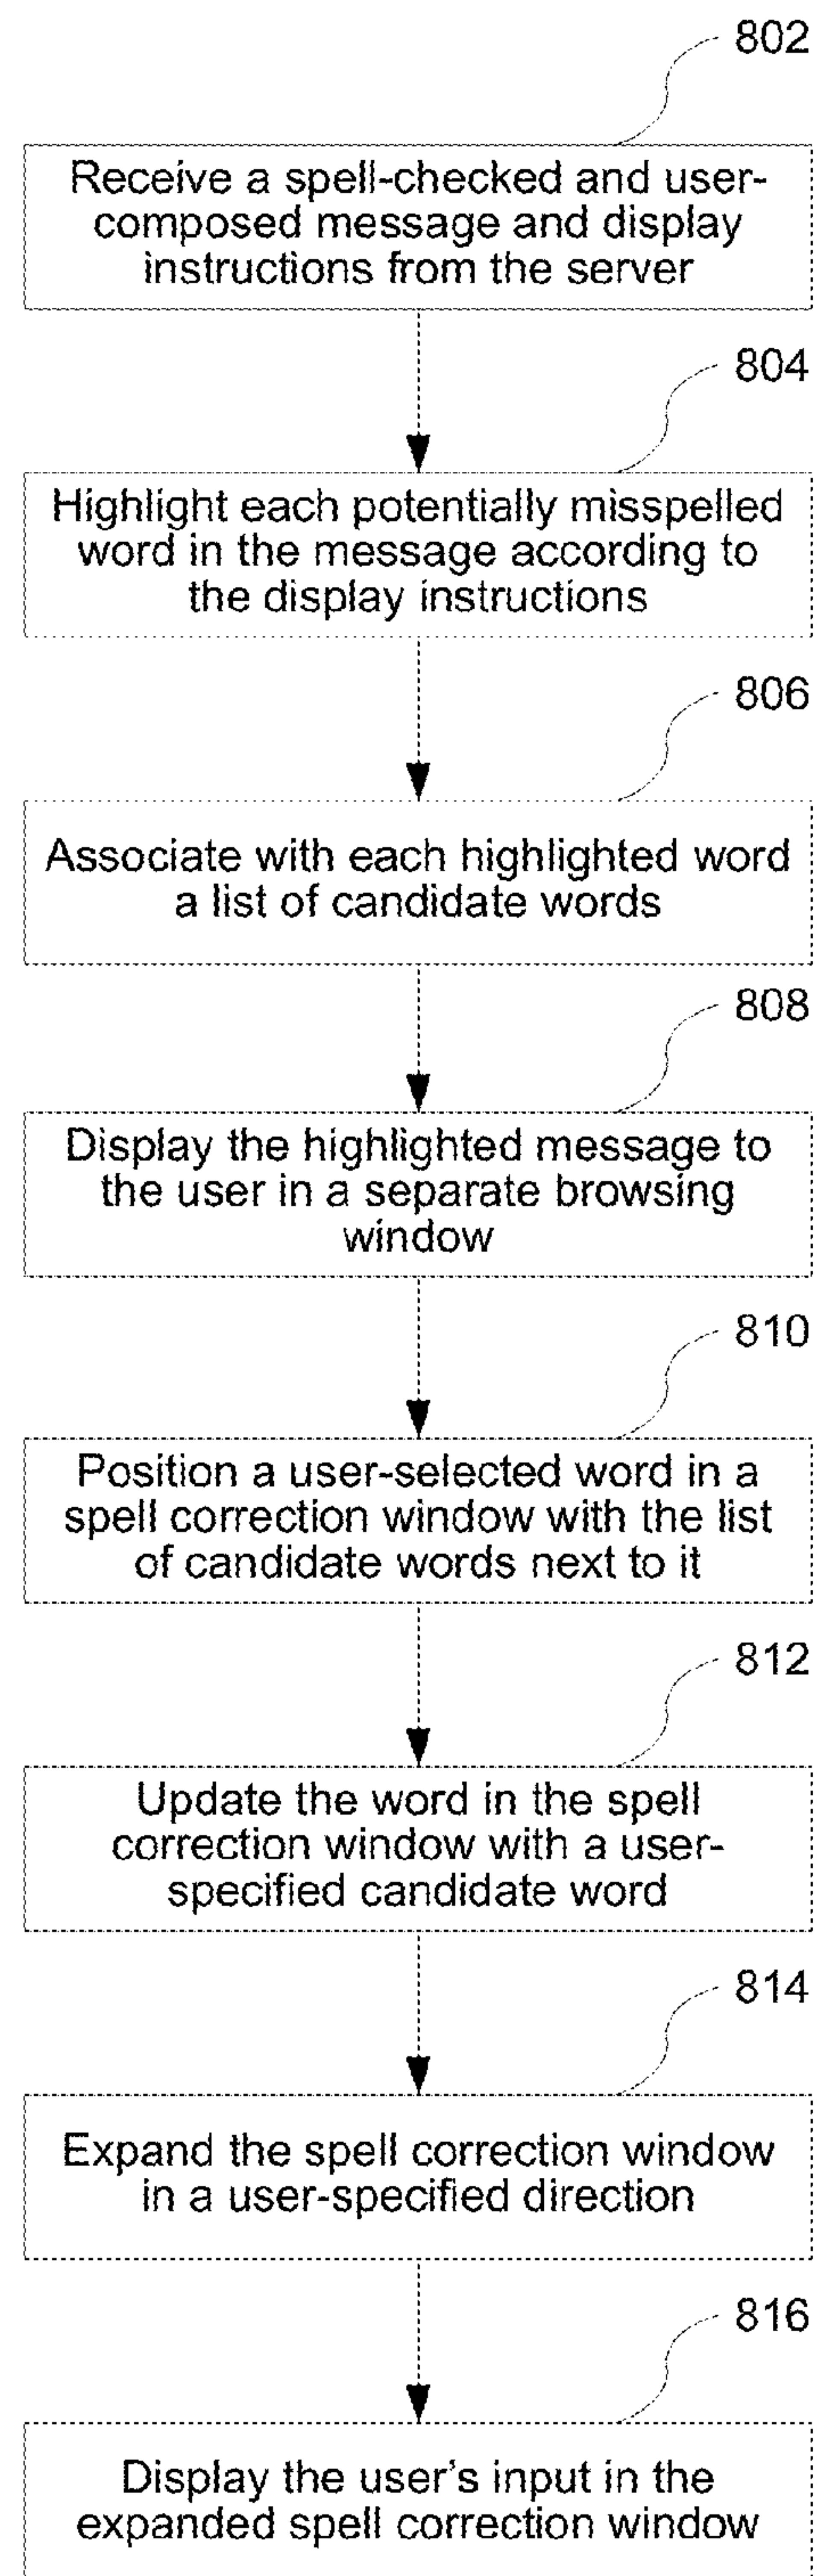 802
Receive a spell-checked and user-
composed message and display
instructions from the server
804
Highlight each potentially misspelled
word in the message according to
the display instructions
806
Associate with each highlighted word
a list of candidate words
808
Display the highlighted message to
the user in a separate browsing
window
810
Position a user-selected word in a
spell correction window with the list
of candidate words next to it
812
Update the word in the spell
correction window with a user-
specified candidate word
814
Expand the spell correction window
in a user-specified direction
816
Display the user's input in the
expanded spell correction window